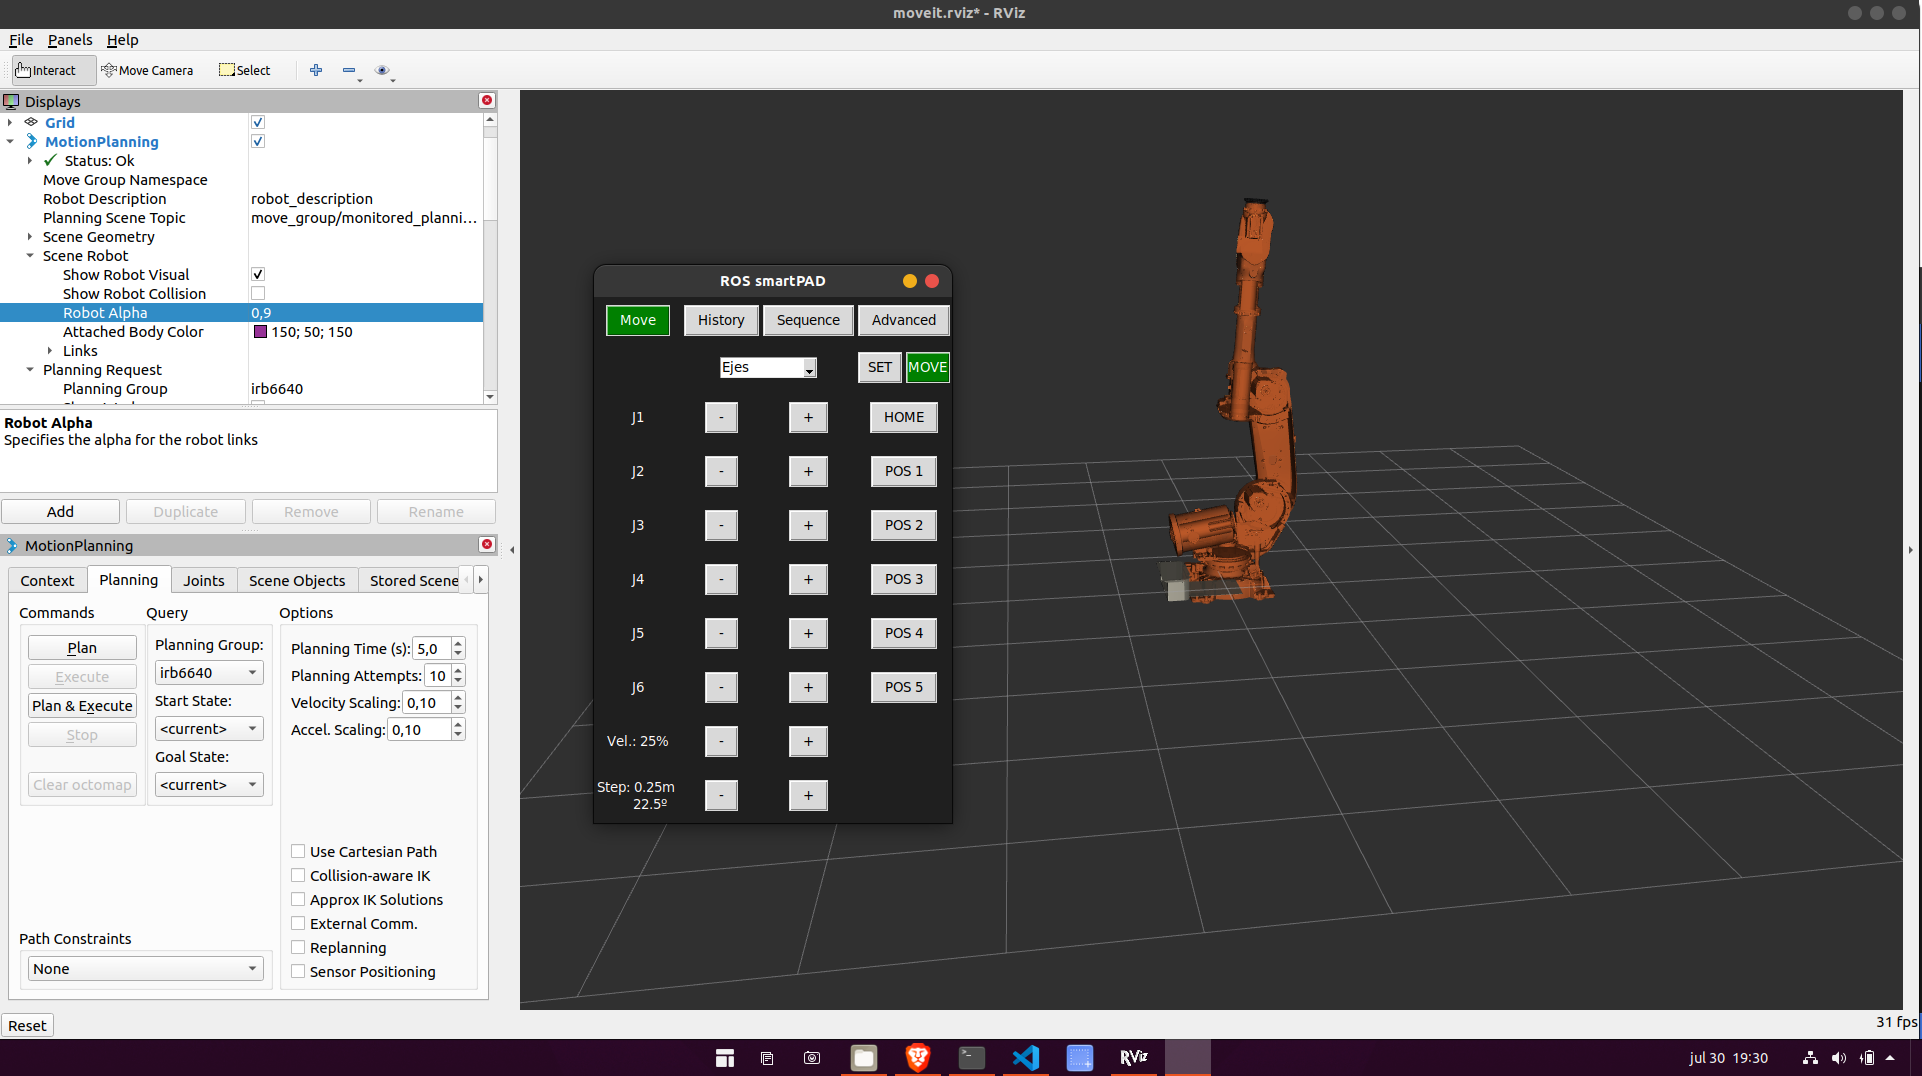 moveit.rviz* - RViz
File Panels Help
Interact Move Camera Select
Displays
Grid
MotionPlanning
Status: Ok
Move Group Namespace
Robot Description robot_description
Planning Scene Topic move_group/monitored_planni...
Scene Geometry
Scene Robot
Show Robot Visual
Show Robot Collision
Robot Alpha 0,9
Attached Body Color 150; 50; 150
Links
Planning Request
Planning Group irb6640
Robot Alpha
Specifies the alpha for the robot links
Add Duplicate Remove Rename
MotionPlanning
Context Planning Joints Scene Objects Stored Scene
Commands Query Options
Plan
Execute
Plan & Execute
Stop
Clear octomap
Planning Group:
irb6640
Start State:
<current>
Goal State:
<current>
Planning Time (s): 5,0
Planning Attempts: 10
Velocity Scaling: 0,10
Accel. Scaling: 0,10
Use Cartesian Path
Collision-aware IK
Approx IK Solutions
External Comm.
Replanning
Sensor Positioning
Path Constraints
None
Reset
ROS smartPAD
Move History Sequence Advanced
Ejes SET MOVE
J1 - + HOME
J2 - + POS 1
J3 - + POS 2
J4 - + POS 3
J5 - + POS 4
J6 - + POS 5
Vel.: 25% - +
Step: 0.25m - +
22.5º
31 fps
RViz
jul 30 19:30